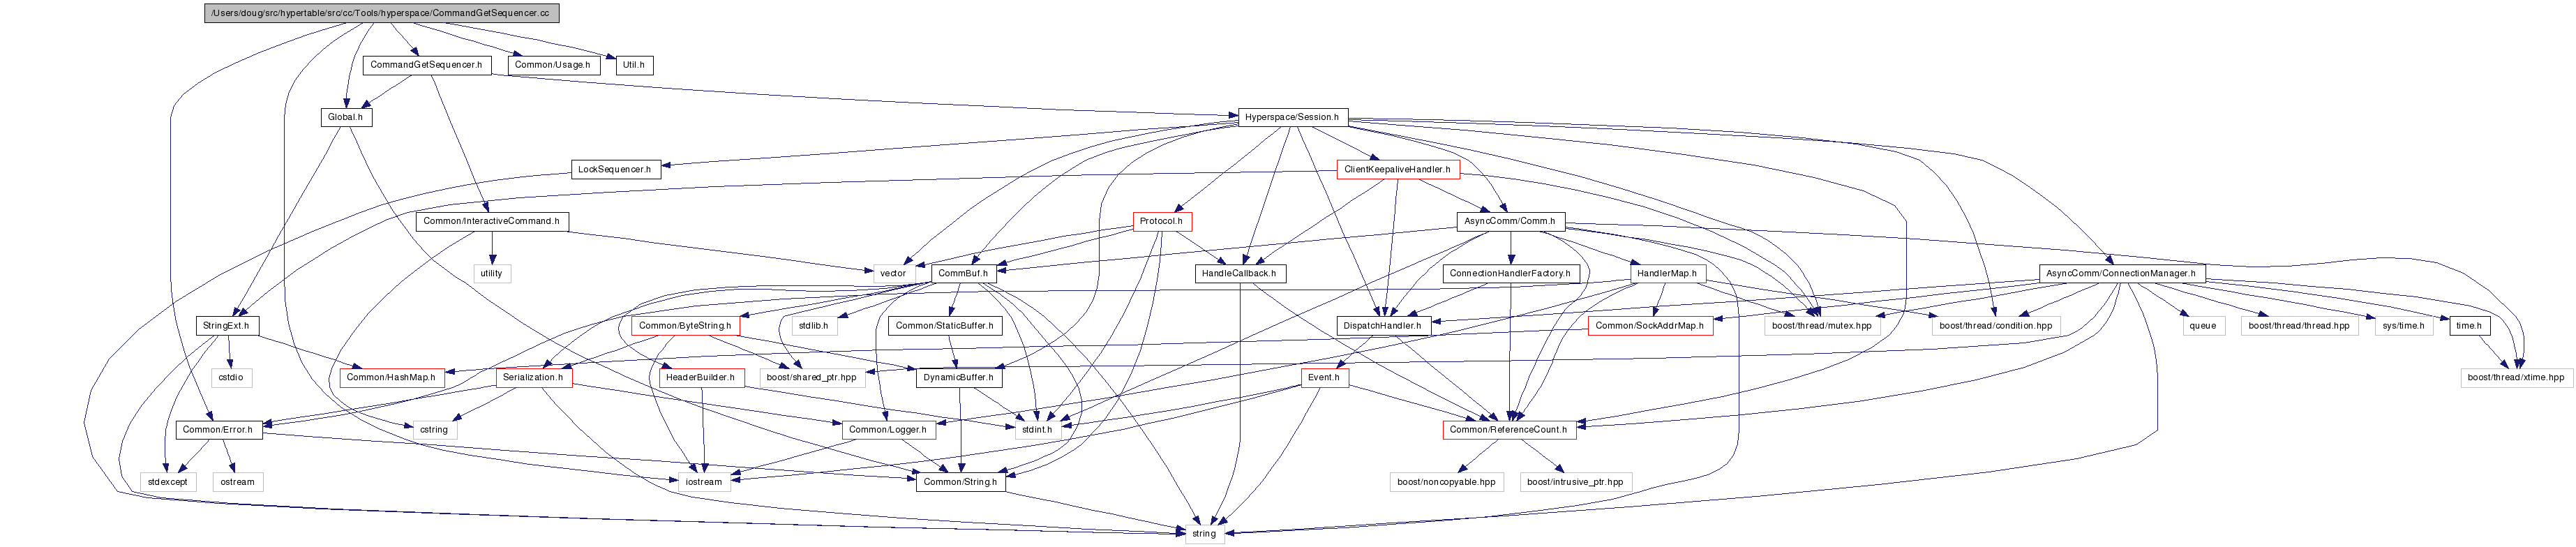 /Users/doug/src/hypertable/src/cc/Tools/hyperspace/CommandGetSequencer.cc
CommandGetSequencer.h
Common/Usage.h
Util.h
Global.h
Hyperspace/Session.h
LockSequencer.h
ClientKeepaliveHandler.h
Common/InteractiveCommand.h
Protocol.h
AsyncComm/Comm.h
utility
vector
CommBuf.h
HandleCallback.h
ConnectionHandlerFactory.h
HandlerMap.h
AsyncComm/ConnectionManager.h
StringExt.h
Common/ByteString.h
stdlib.h
Common/StaticBuffer.h
DispatchHandler.h
Common/SockAddrMap.h
boost/thread/mutex.hpp
boost/thread/condition.hpp
queue
boost/thread/thread.hpp
sys/time.h
time.h
cstdio
Common/HashMap.h
Serialization.h
HeaderBuilder.h
boost/shared_ptr.hpp
DynamicBuffer.h
Event.h
boost/thread/xtime.hpp
Common/Error.h
cstring
Common/Logger.h
stdint.h
Common/ReferenceCount.h
stdexcept
ostream
iostream
Common/String.h
boost/noncopyable.hpp
boost/intrusive_ptr.hpp
string